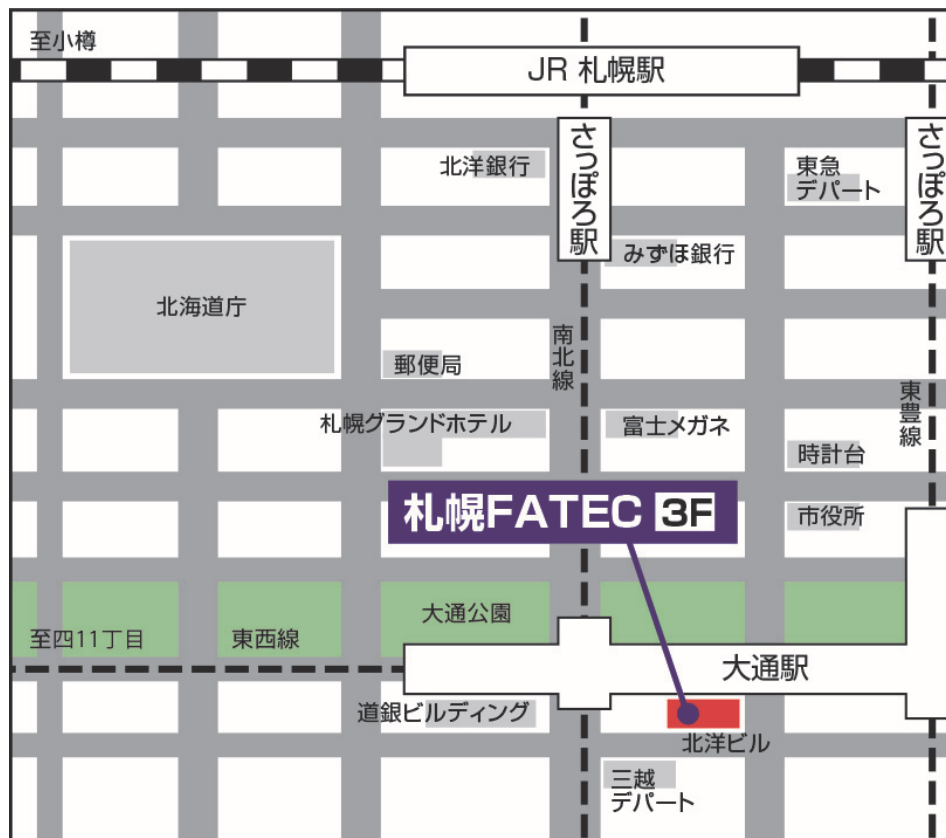 至小樽
JR 札幌駅
さっぽろ駅
さっぽろ駅
北洋銀行
東急
デパート
みずほ銀行
北海道庁
南北線
郵便局
東豊線
札幌グランドホテル
富士メガネ
時計台
札幌FATEC 3F
市役所
大通公園
至四11丁目
東西線
大通駅
道銀ビルディング
北洋ビル
三越
デパート